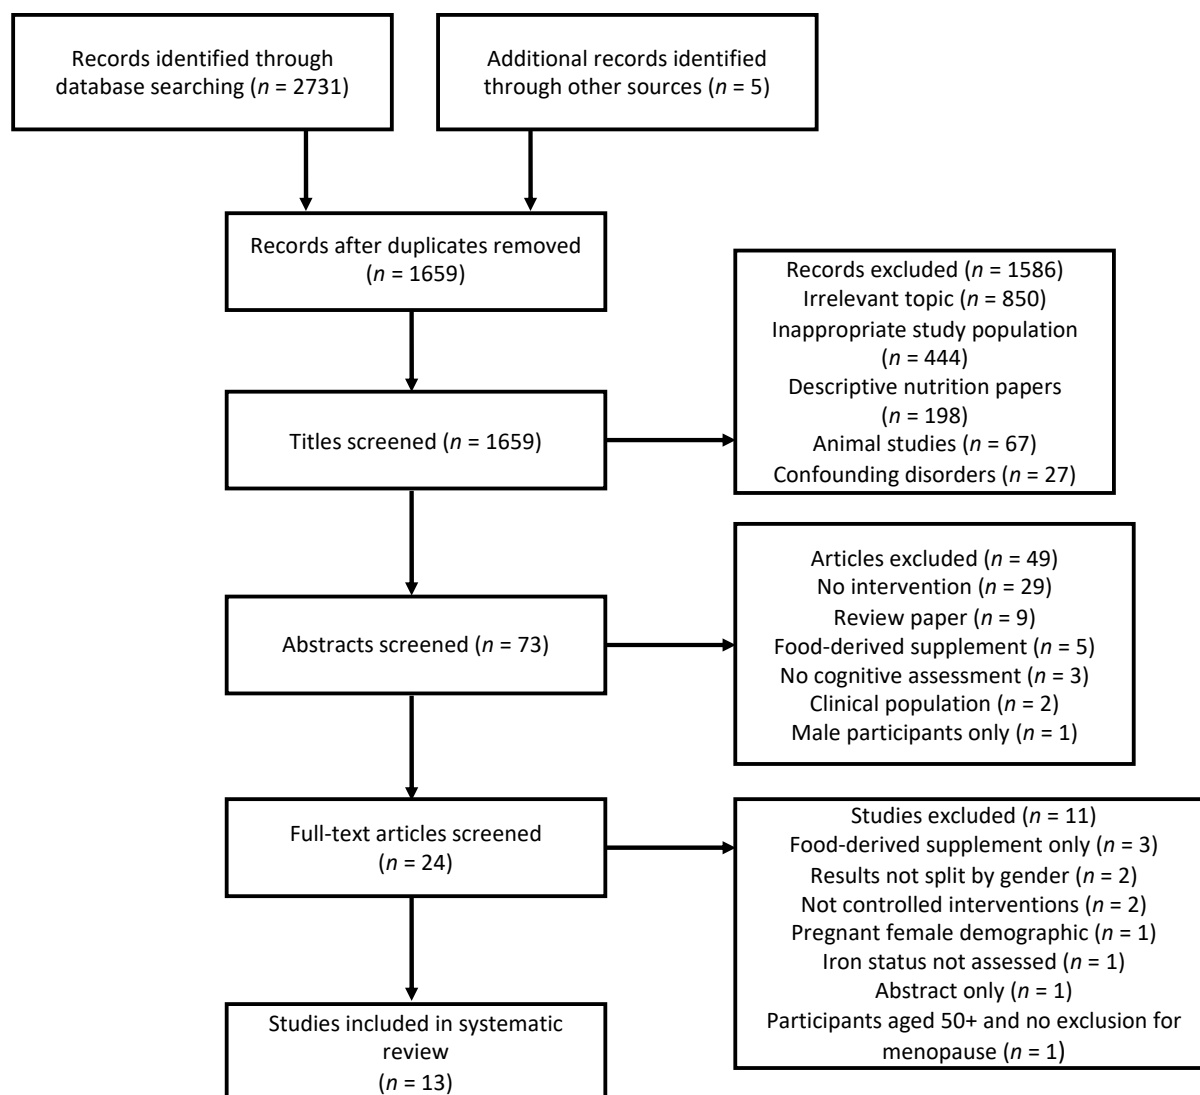 Records identified through
database searching (n = 2731)
Additional records identified
through other sources (n = 5)
Records after duplicates removed
(n = 1659)
Records excluded (n = 1586)
Irrelevant topic (n = 850)
Inappropriate study population
(n = 444)
Descriptive nutrition papers
(n = 198)
Animal studies (n = 67)
Confounding disorders (n = 27)
Titles screened (n = 1659)
Articles excluded (n = 49)
No intervention (n = 29)
Review paper (n = 9)
Food-derived supplement (n = 5)
No cognitive assessment (n = 3)
Clinical population (n = 2)
Male participants only (n = 1)
Abstracts screened (n = 73)
Full-text articles screened
(n = 24)
Studies excluded (n = 11)
Food-derived supplement only (n = 3)
Results not split by gender (n = 2)
Not controlled interventions (n = 2)
Pregnant female demographic (n = 1)
Iron status not assessed (n = 1)
Abstract only (n = 1)
Participants aged 50+ and no exclusion for
menopause (n = 1)
Studies included in systematic
review
(n = 13)